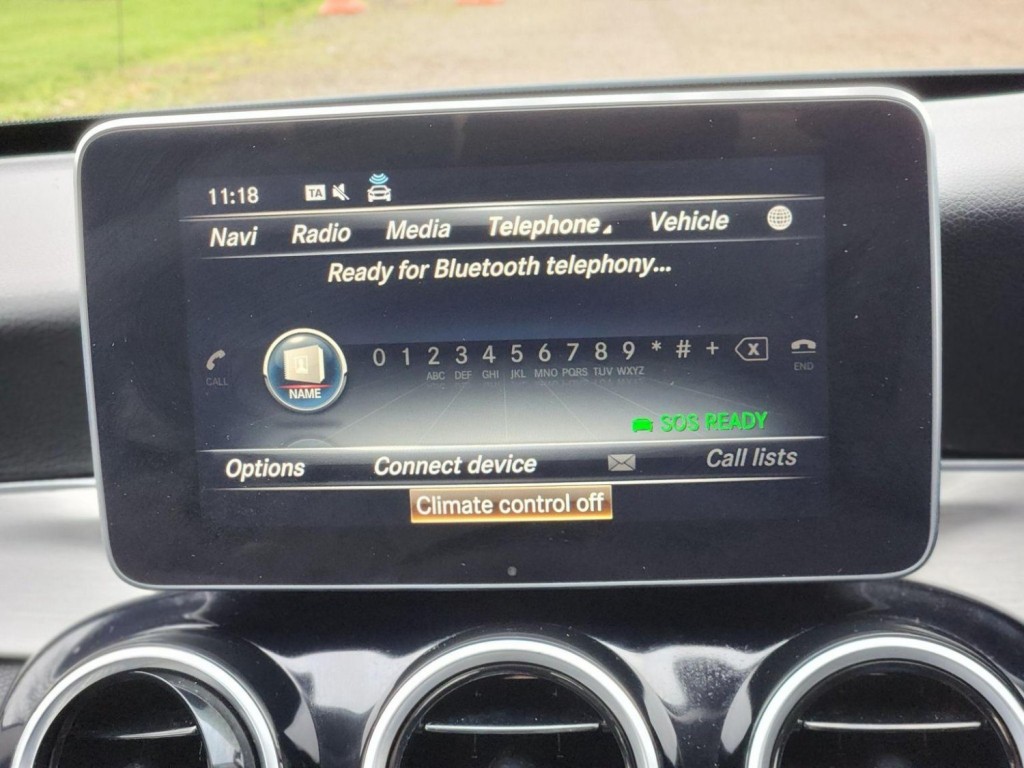 11:18 TA
Navi Radio Media Telephone Vehicle
Ready for Bluetooth telephony...
0 1 2 3 4 5 6 7 8 9 * # + X
CALL ABC DEF GHI JKL MNO PQRS TUV WXYZ END
NAME
SOS READY
Options Connect device Call lists
Climate control off